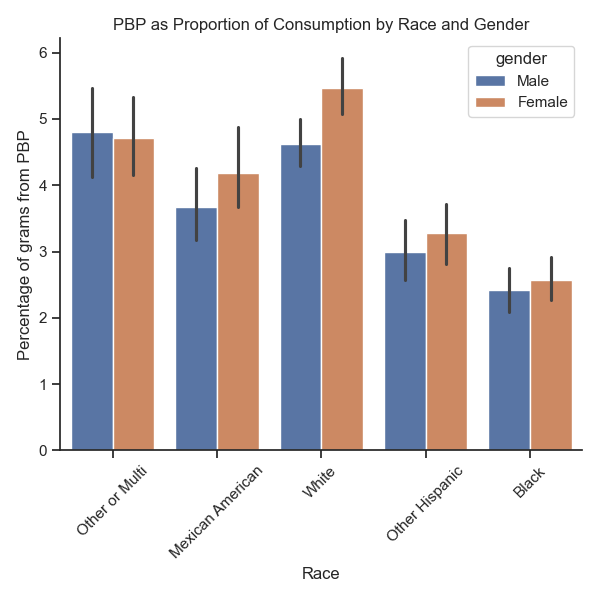 PBP as Proportion of Consumption by Race and Gender
gender
Male
Female
Percentage of grams from PBP
6
5
4
3
2
1
0
Other or Multi
Mexican American
White
Other Hispanic
Black
Race